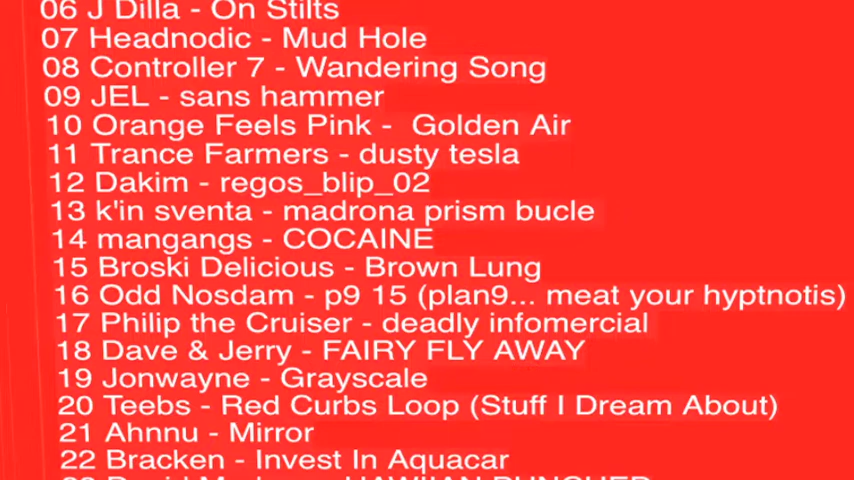 06 J Dilla - On Stilts
07 Headnodic - Mud Hole
08 Controller 7 - Wandering Song
09 JEL - sans hammer
10 Orange Feels Pink -  Golden Air
11 Trance Farmers - dusty tesla
12 Dakim - regos_blip_02
13 k'in sventa - madrona prism bucle
14 mangangs - COCAINE
15 Broski Delicious - Brown Lung
16 Odd Nosdam - p9 15 (plan9... meat your hyptnotis)
17 Philip the Cruiser - deadly infomercial
18 Dave & Jerry - FAIRY FLY AWAY
19 Jonwayne - Grayscale
20 Teebs - Red Curbs Loop (Stuff I Dream About)
21 Ahnnu - Mirror
22 Bracken - Invest In Aquacar